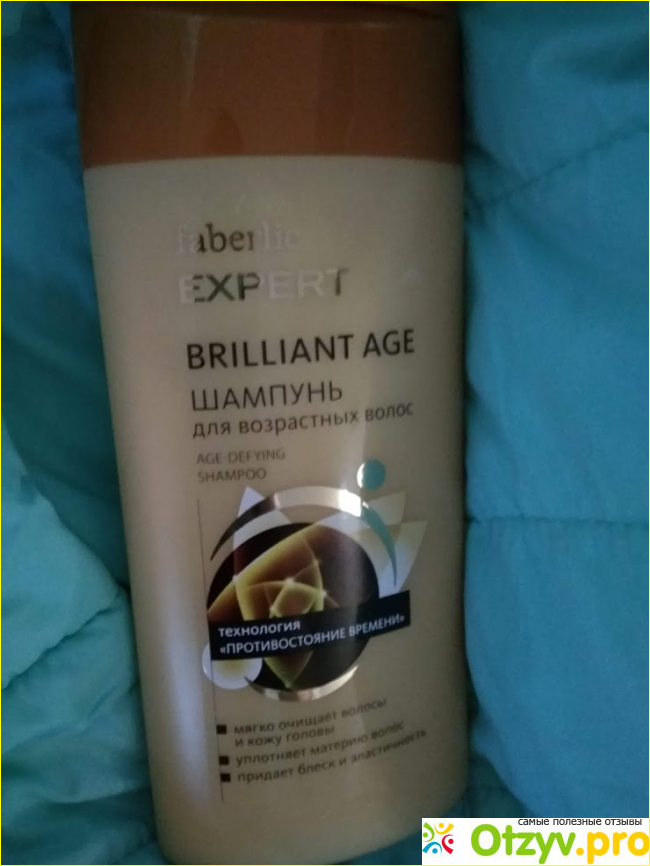 faberlic
EXPERT
BRILLIANT AGE
ШАМПУНЬ
для возрастных волос
AGE-DEFYING
SHAMPOO
технология
«ПРОТИВОСТОЯНИЕ ВРЕМЕНИ»
мягко очищает волосы
и кожу головы
уплотняет материю волос
придает блеск и эластичность
самые полезные отзывы
Otzyv.pro